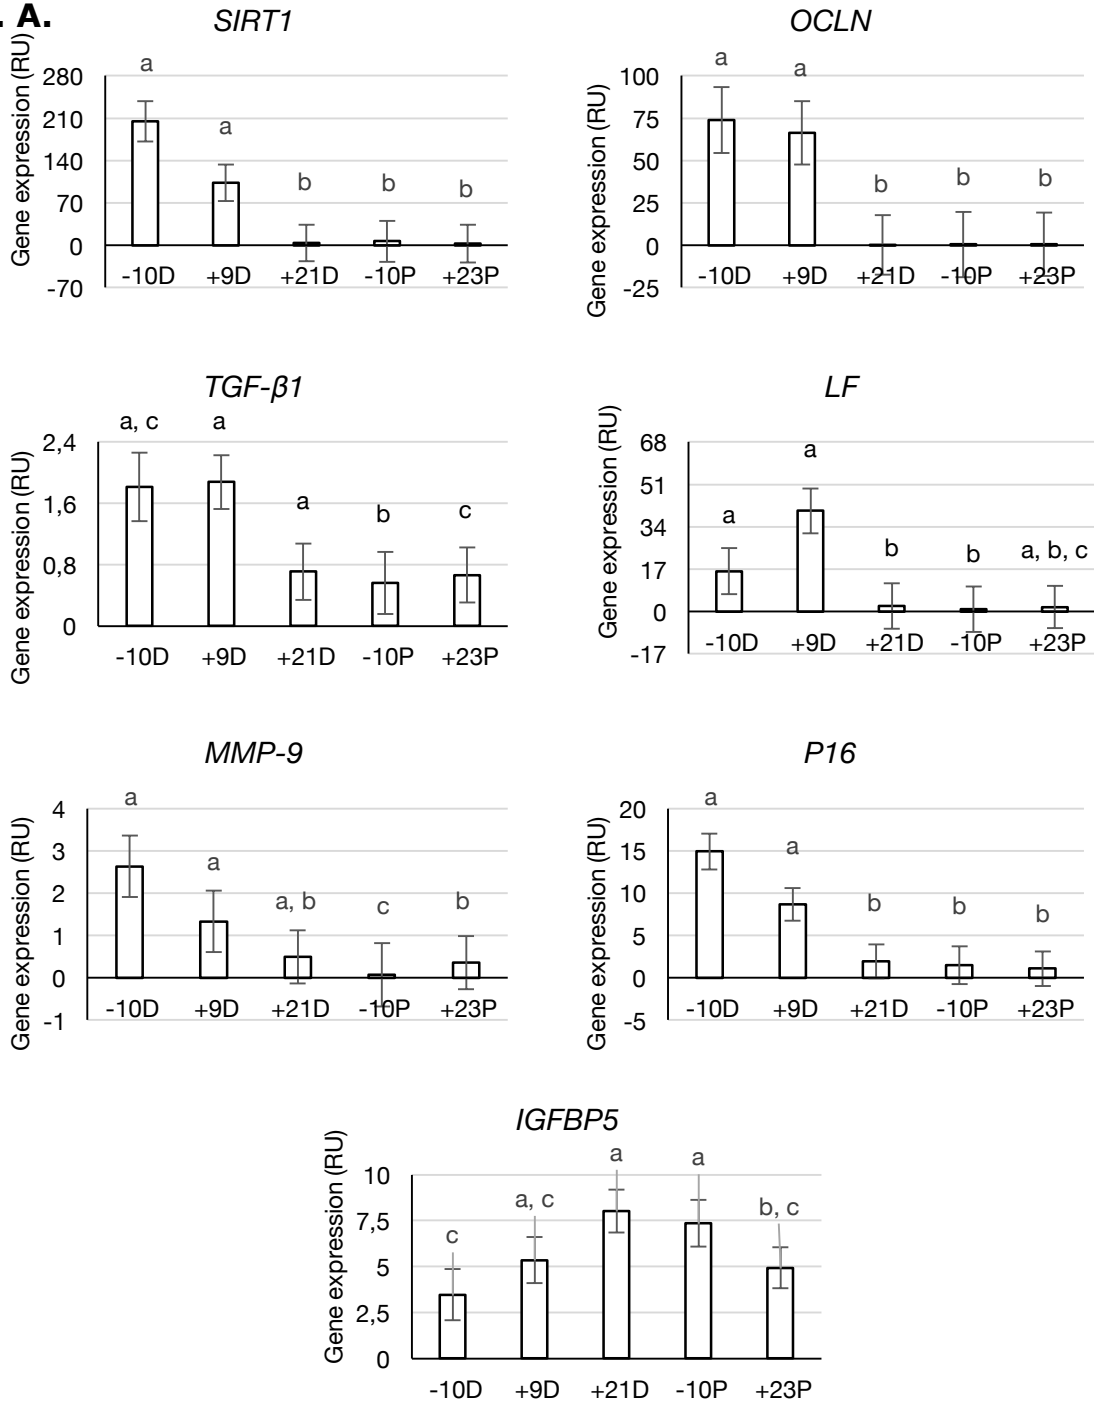 . A.
SIRT1
Gene expression (RU)
280
210
140
70
0
-70
a
a
b
b
b
-10D +9D +21D -10P +23P
OCLN
Gene expression (RU)
100
75
50
25
0
-25
a
a
b
b
b
-10D +9D +21D -10P +23P
TGF-β1
Gene expression (RU)
2,4
1,6
0,8
0
a, c
a
a
b
c
-10D +9D +21D -10P +23P
LF
Gene expression (RU)
68
51
34
17
0
-17
a
a
b
b
a, b, c
-10D +9D +21D -10P +23P
MMP-9
Gene expression (RU)
4
3
2
1
0
-1
a
a
a, b
c
b
-10D +9D +21D -10P +23P
P16
Gene expression (RU)
20
15
10
5
0
-5
a
a
b
b
b
-10D +9D +21D -10P +23P
IGFBP5
Gene expression (RU)
10
7,5
5
2,5
0
c
a, c
a
a
b, c
-10D +9D +21D -10P +23P